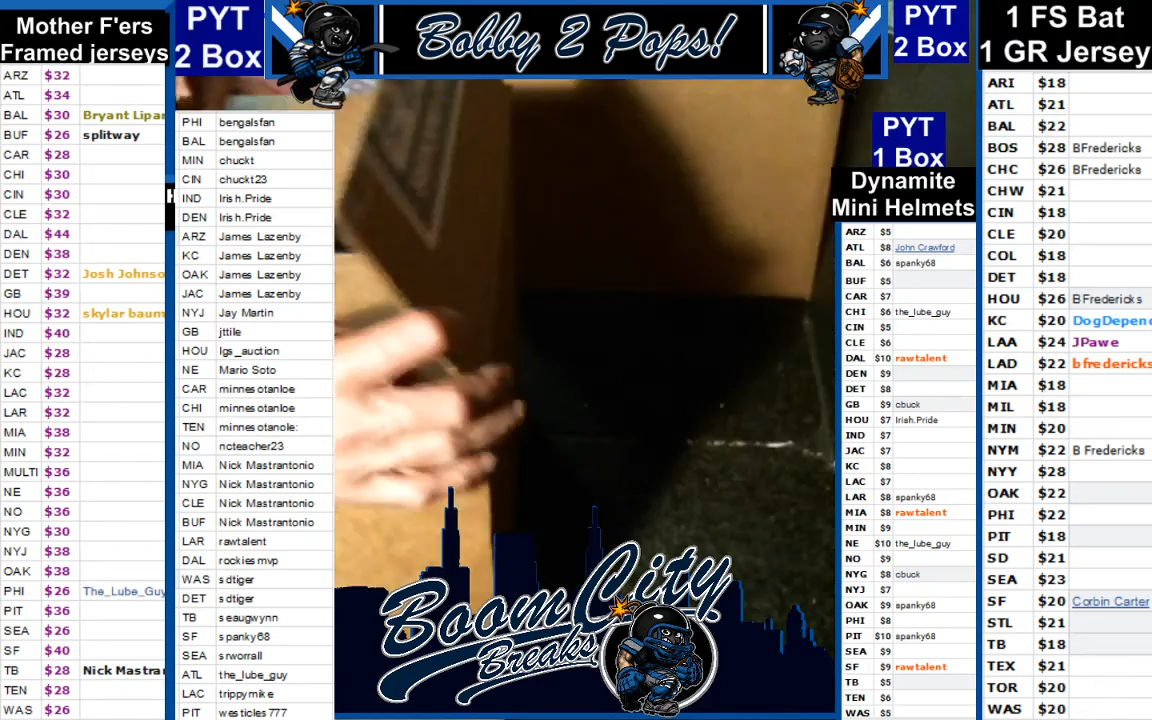 Mother F'ers
Framed jerseys
ARZ $32
ATL $34
BAL $30 Bryant Lipar
BUF $26 splitway
CAR $28
CHI $30
CIN $30
CLE $32
DAL $44
DEN $38
DET $32 Josh Johnso
GB $39
HOU $32 skylar baum
IND $40
JAC $28
KC $28
LAC $32
LAR $32
MIA $38
MIN $32
MULTI $36
NE $36
NO $36
NYG $30
NYJ $38
OAK $38
PHI $26 The_Lube_Guy
PIT $36
SEA $26
SF $40
TB $28 Nick Mastra
TEN $28
WAS $26
PYT
2 Box
PHI bengalsfan
BAL bengalsfan
MIN chuckt
CIN chuckt23
IND Irish.Pride
DEN Irish.Pride
ARZ James Lazenby
KC James Lazenby
OAK James Lazenby
JAC James Lazenby
NYJ Jay Martin
GB jttile
HOU lgs_auction
NE Mario Soto
CAR minnesotanloe
CHI minnesotanloe
TEN minnesotanole:
NO ncteacher23
MIA Nick Mastrantonio
NYG Nick Mastrantonio
CLE Nick Mastrantonio
BUF Nick Mastrantonio
LAR rawtalent
DAL rockiesmvp
WAS sdtiger
DET sdtiger
TB seaugwynn
SF spanky68
SEA srworrall
ATL the_lube_guy
LAC trippymike
PIT westicles777
Bobby 2 Pops!
Boom City
Breaks
PYT
2 Box
PYT
1 Box
Dynamite
Mini Helmets
ARZ $5
ATL $8 John Crawford
BAL $6 spanky68
BUF $5
CAR $7
CHI $6 the_lube_guy
CIN $5
CLE $6
DAL $10 rawtalent
DEN $9
DET $8
GB $9 cbuck
HOU $7 Irish.Pride
IND $7
JAC $7
KC $8
LAC $7
LAR $8 spanky68
MIA $8 rawtalent
MIN $9
NE $10 the_lube_guy
NO $9
NYG $8 cbuck
NYJ $7
OAK $9 spanky68
PHI $8
PIT $10 spanky68
SEA $9
SF $9 rawtalent
TB $5
TEN $6
WAS $5
1 FS Bat
1 GR Jersey
ARI $18
ATL $21
BAL $22
BOS $28 BFredericks
CHC $26 BFredericks
CHW $21
CIN $18
CLE $20
COL $18
DET $18
HOU $26 BFredericks
KC $20 DogDepen
LAA $24 JPawe
LAD $22 bfredericks
MIA $18
MIL $18
MIN $20
NYM $22 B Fredericks
NYY $28
OAK $22
PHI $22
PIT $18
SD $21
SEA $23
SF $20 Corbin Carter
STL $21
TB $18
TEX $21
TOR $20
WAS $20